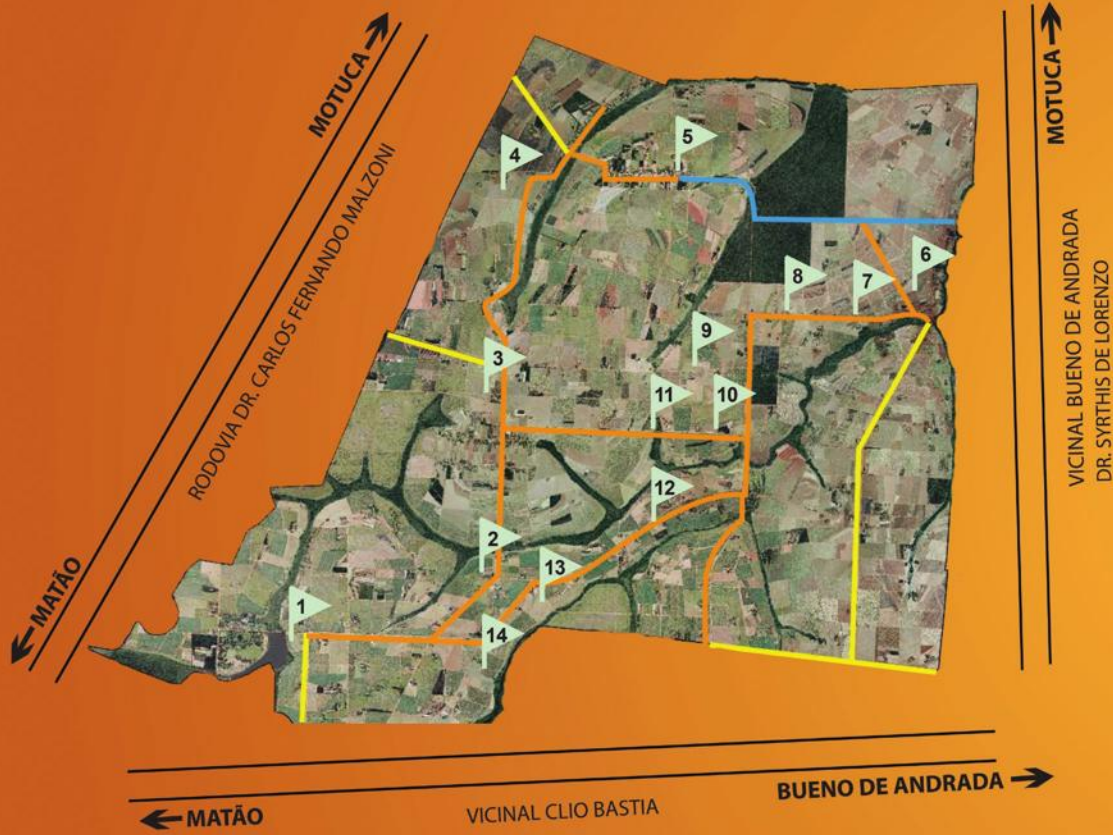 MOTUCA
RODOVIA DR. CARLOS FERNANDO MALZONI
MATÃO
MOTUCA
VICINAL BUENO DE ANDRADA
DR. SYRTHIS DE LORENZO
4
5
6
7
8
9
3
11
10
12
2
13
1
14
MATÃO
VICINAL CLIO BASTIA
BUENO DE ANDRADA